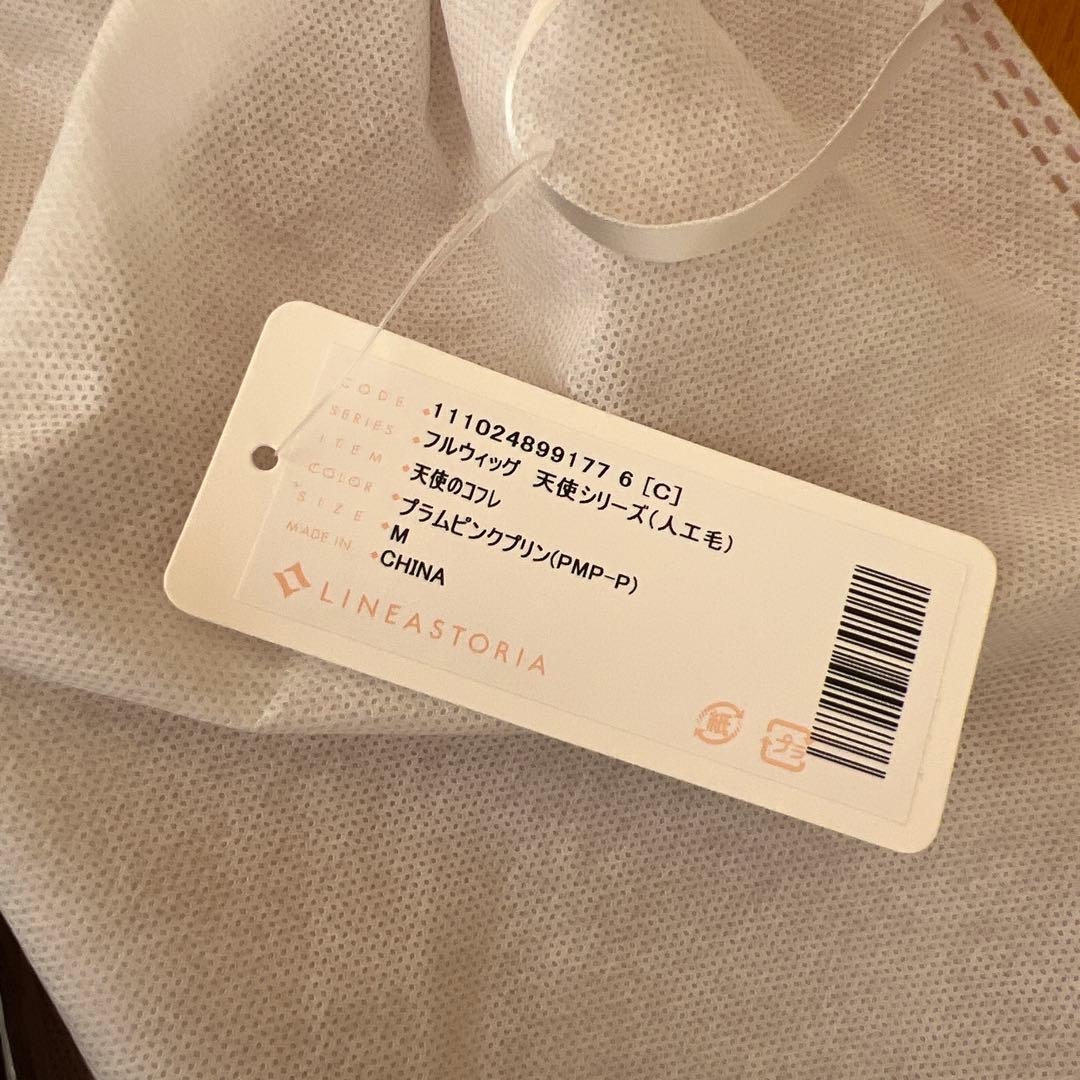 CODE ◆111024899177 6 [C]
SERIES ◆フルウィッグ 天使シリーズ(人工毛)
ITEM ◆天使のコフレ
COLOR ◆プラムピンクプリン(PMP-P)
SIZE ◆M
MADE IN ◆CHINA
LINEASTORIA
紙
プラ